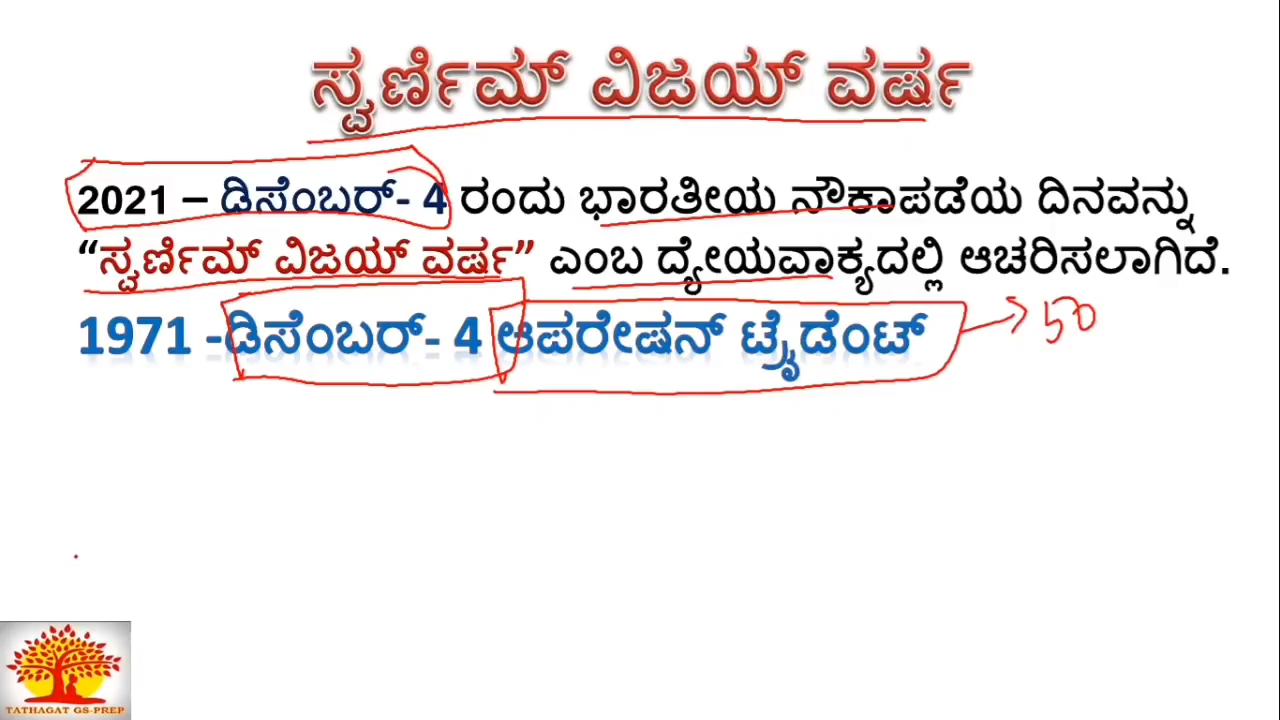 ಸ್ವರ್ಣಿಮ್ ವಿಜಯ್ ವರ್ಷ
2021 – ಡಿಸೆಂಬರ್- 4 ರಂದು ಭಾರತೀಯ ನೌಕಾಪಡೆಯ ದಿನವನ್ನು
“ಸ್ವರ್ಣಿಮ್ ವಿಜಯ್ ವರ್ಷ” ಎಂಬ ದ್ಯೇಯವಾಕ್ಯದಲ್ಲಿ ಆಚರಿಸಲಾಗಿದೆ.
1971 -ಡಿಸೆಂಬರ್- 4 ಆಪರೇಷನ್ ಟ್ರೈಡೆಂಟ್
50
TATHAGAT GS-PREP